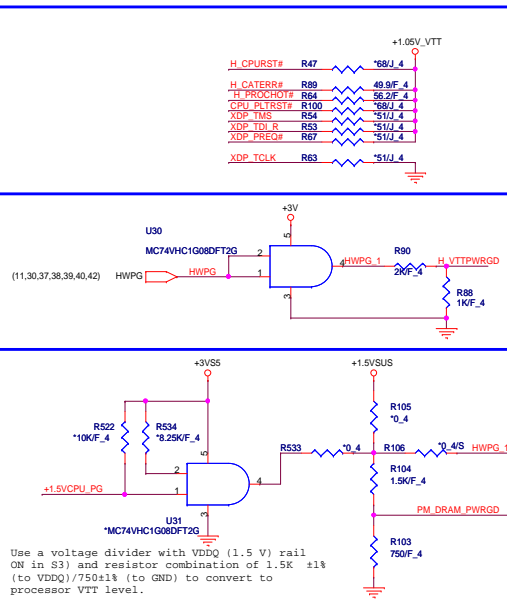 +1.05V_VTT
H_CPURST# R47 *68/J_4
H_CATERR# R89 49.9/F_4
H_PROCHOT# R64 56.2/F_4
CPU_PLTRST# R100 *68/J_4
XDP_TMS R54 *51/J_4
XDP_TDI_R R53 *51/J_4
XDP_PREQ# R67 *51/J_4
XDP_TCLK R63 *51/J_4
+3V
U30
MC74VHC1G08DFT2G
5
2
1
4
3
(11,30,37,38,39,40,42) HWPG HWPG
HWPG_1 R90 H_VTTPWRGD
2K/F_4
R88
1K/F_4
+3VS5
+1.5VSUS
R522 R534
*10K/F_4 *8.25K/F_4
R105
*0_4
5
2
1
4
3
R533 *0_4 R106 *0_4/S HWPG_1
R104
1.5K/F_4
+1.5VCPU_PG
PM_DRAM_PWRGD
U31
*MC74VHC1G08DFT2G
R103
750/F_4
Use a voltage divider with VDDQ (1.5 V) rail
ON in S3) and resistor combination of 1.5K ±1%
(to VDDQ)/750±1% (to GND) to convert to
processor VTT level.